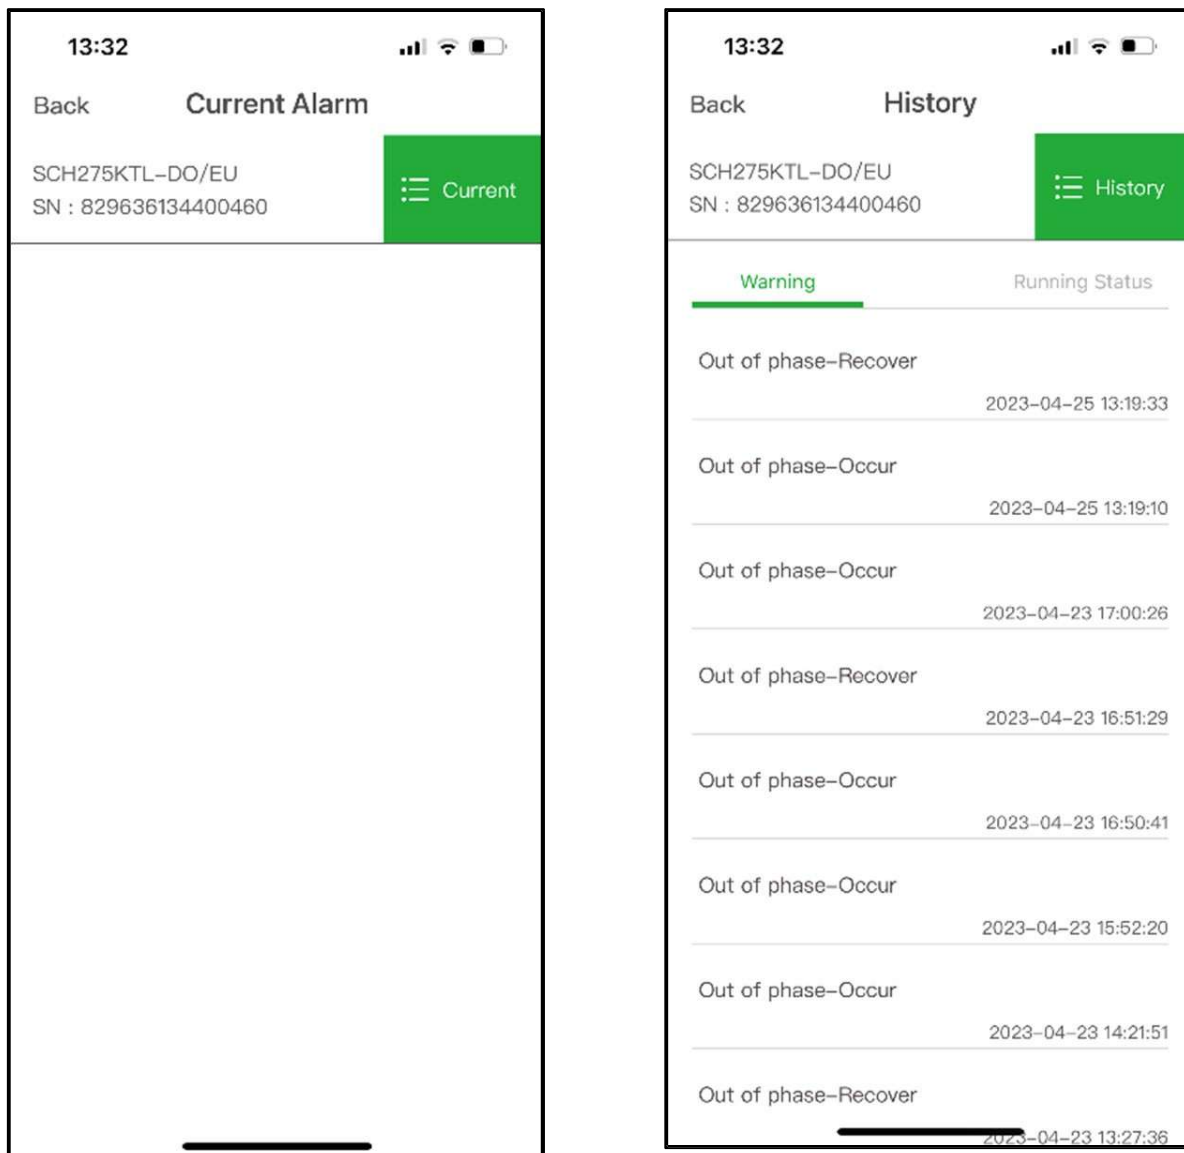 13:32
Back
Current Alarm
SCH275KTL-DO/EU
SN : 829636134400460
Current
13:32
Back
History
SCH275KTL-DO/EU
SN : 829636134400460
History
Warning
Running Status
Out of phase-Recover
2023-04-25 13:19:33
Out of phase-Occur
2023-04-25 13:19:10
Out of phase-Occur
2023-04-23 17:00:26
Out of phase-Recover
2023-04-23 16:51:29
Out of phase-Occur
2023-04-23 16:50:41
Out of phase-Occur
2023-04-23 15:52:20
Out of phase-Occur
2023-04-23 14:21:51
Out of phase-Recover
2023-04-23 13:27:36